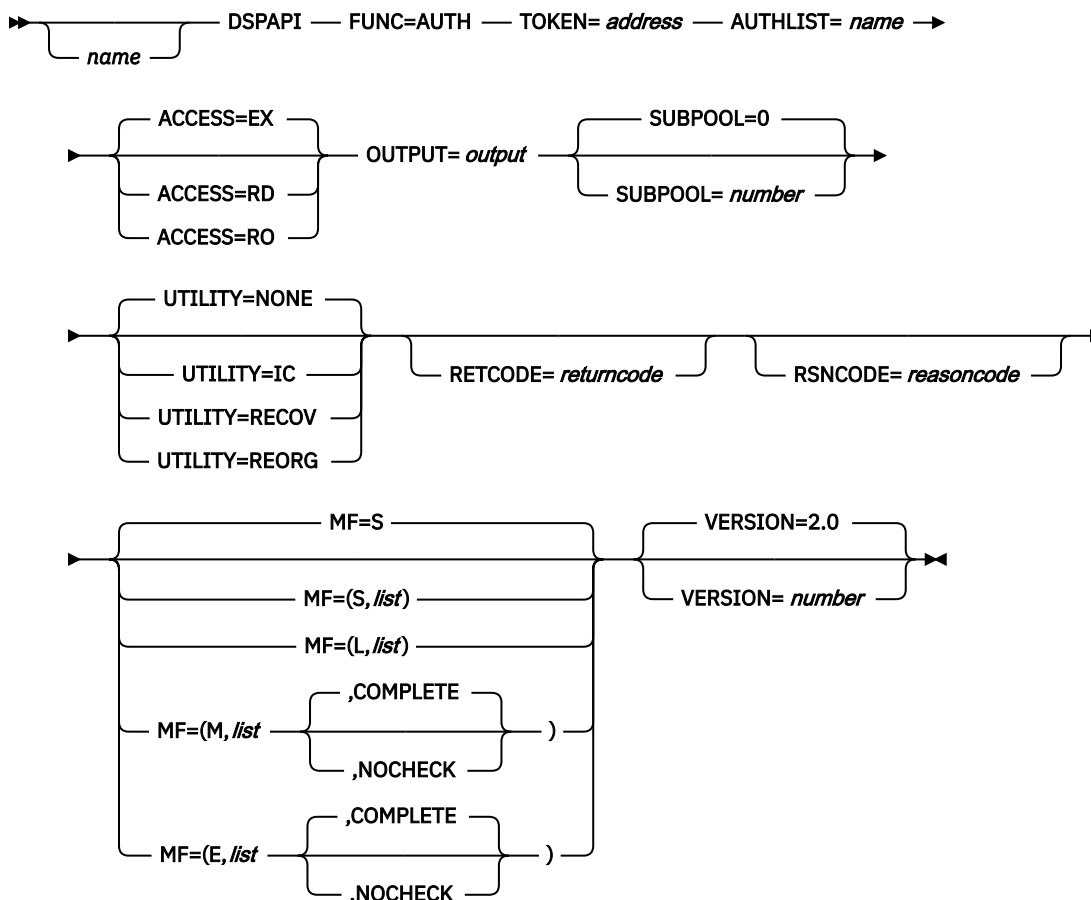 DSPAPI FUNC=AUTH TOKEN= address AUTHLIST= name
name
ACCESS=EX
ACCESS=RD
ACCESS=RO
OUTPUT= output
SUBPOOL=0
SUBPOOL= number
UTILITY=NONE
UTILITY=IC
UTILITY=RECOV
UTILITY=REORG
RETCODE= returncode
RSNCODE= reasoncode
MF=S
MF=(S,list)
MF=(L,list)
MF=(M,list
,COMPLETE
,NOCHECK
)
MF=(E,list
,COMPLETE
,NOCHECK
)
VERSION=2.0
VERSION= number